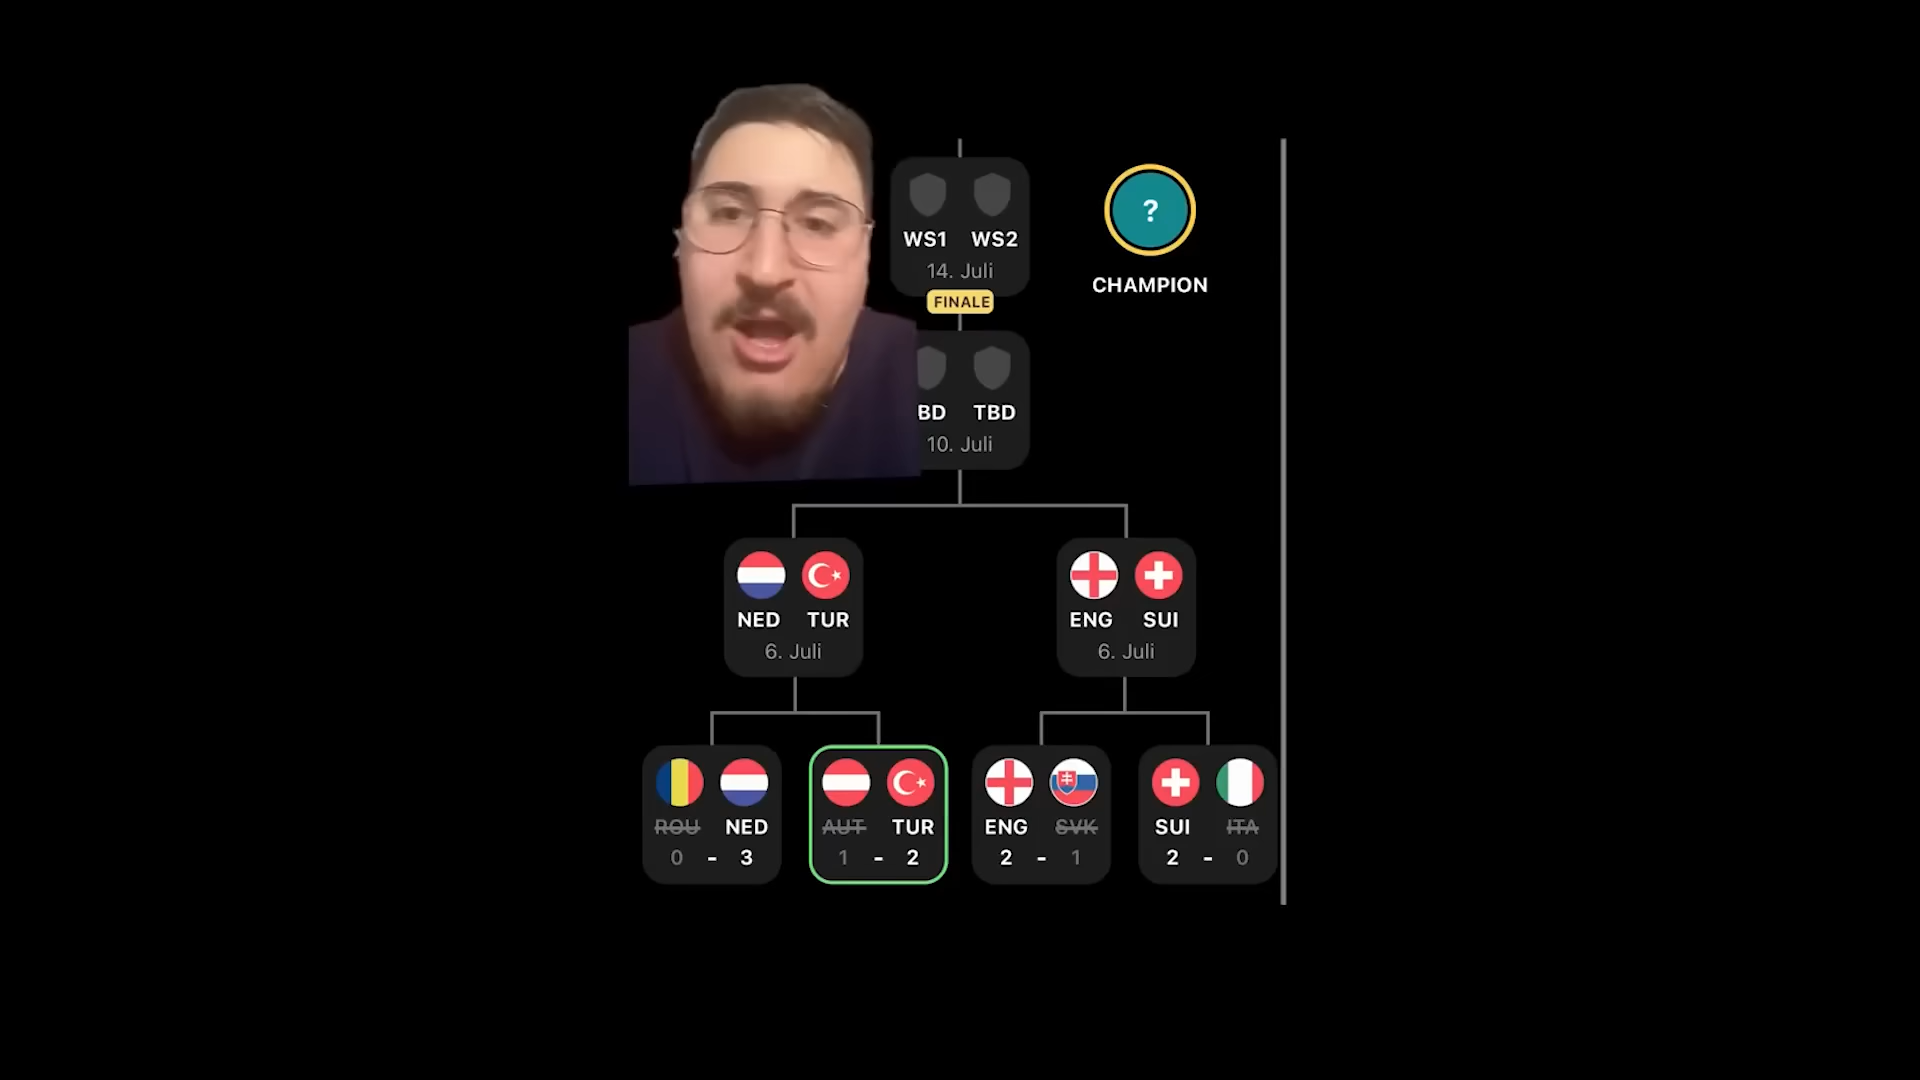 WS1 WS2
14. Juli
FINALE
?
CHAMPION
BD TBD
10. Juli
NED TUR
6. Juli
ENG SUI
6. Juli
ROU NED
0 - 3
AUT TUR
1 - 2
ENG SVK
2 - 1
SUI ITA
2 - 0